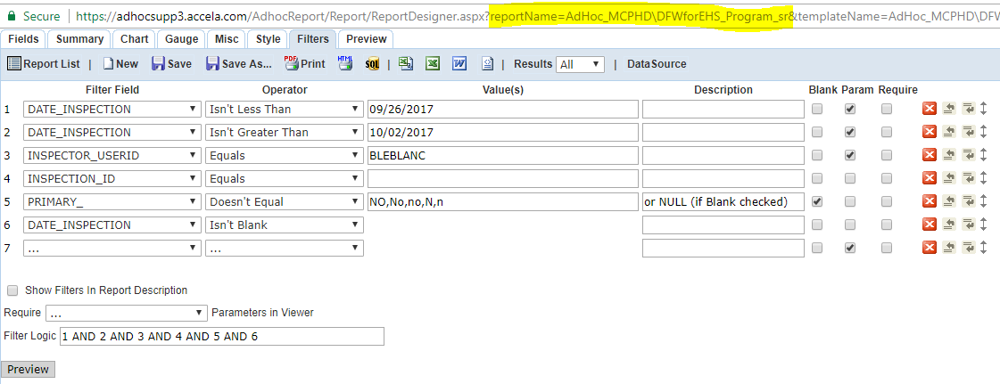 Secure https://adhocsupp3.accela.com/AdhocReport/Report/ReportDesigner.aspx?reportName=AdHoc_MCPHD\DFWforEHS_Program_sr&templateName=AdHoc_MCPHD\DFW
Fields Summary Chart Gauge Misc Style Filters Preview
Report List | New Save Save As... PDF Print HTML SQL | Results All | DataSource
Filter Field Operator Value(s) Description Blank Param Require
1 DATE_INSPECTION Isn't Less Than 09/26/2017
2 DATE_INSPECTION Isn't Greater Than 10/02/2017
3 INSPECTOR_USERID Equals BLEBLANC
4 INSPECTION_ID Equals
5 PRIMARY_ Doesn't Equal NO,No,no,N,n or NULL (if Blank checked)
6 DATE_INSPECTION Isn't Blank
7 ... ...
Show Filters In Report Description
Require ... Parameters in Viewer
Filter Logic 1 AND 2 AND 3 AND 4 AND 5 AND 6
Preview